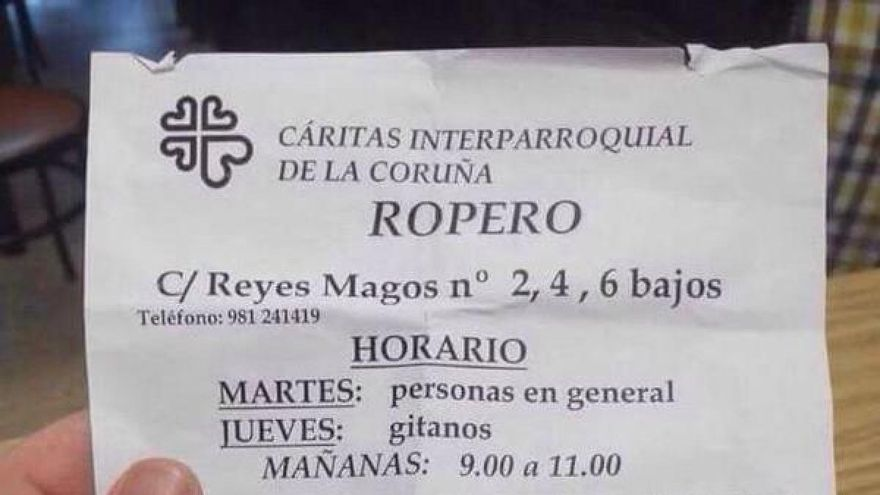 CÁRITAS INTERPARROQUIAL
DE LA CORUÑA
ROPERO
C/ Reyes Magos nº 2, 4 , 6 bajos
Teléfono: 981 241419
HORARIO
MARTES: personas en general
JUEVES: gitanos
MAÑANAS: 9.00 a 11.00